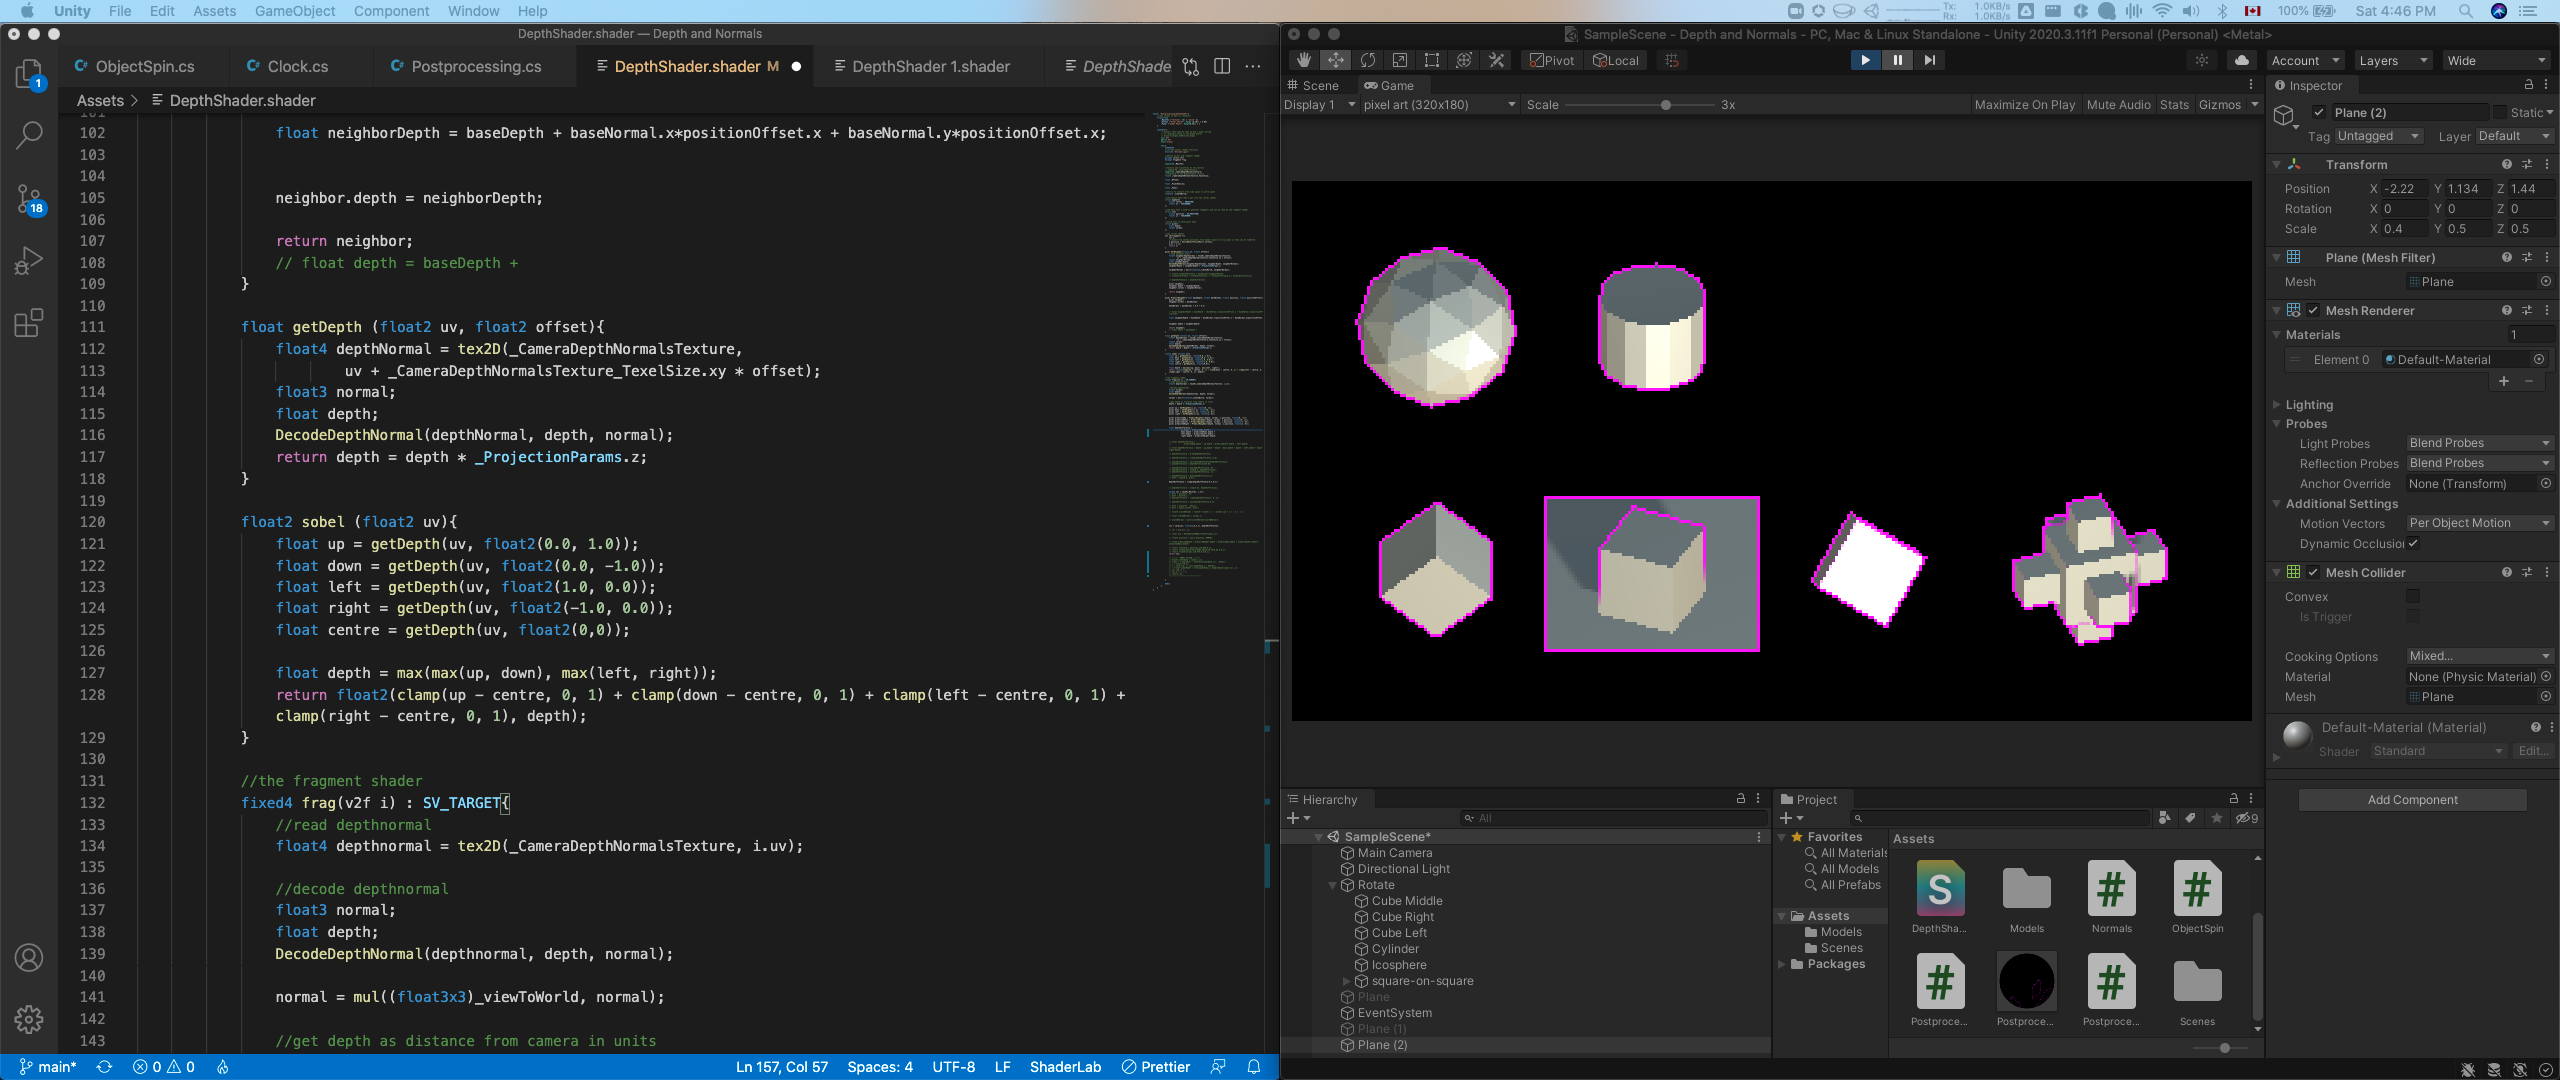 Unity File Edit Assets GameObject Component Window Help
Tx: 1.0KB/s
Rx: 1.0KB/s
100% Sat 4:46 PM
DepthShader.shader — Depth and Normals
ObjectSpin.cs Clock.cs Postprocessing.cs DepthShader.shader M DepthShader 1.shader DepthShade
Assets > DepthShader.shader
102 float neighborDepth = baseDepth + baseNormal.x*positionOffset.x + baseNormal.y*positionOffset.x;
103
104
105 neighbor.depth = neighborDepth;
106
107 return neighbor;
108 // float depth = baseDepth +
109 }
110
111 float getDepth (float2 uv, float2 offset){
112 float4 depthNormal = tex2D(_CameraDepthNormalsTexture,
113 uv + _CameraDepthNormalsTexture_TexelSize.xy * offset);
114 float3 normal;
115 float depth;
116 DecodeDepthNormal(depthNormal, depth, normal);
117 return depth = depth * _ProjectionParams.z;
118 }
119
120 float2 sobel (float2 uv){
121 float up = getDepth(uv, float2(0.0, 1.0));
122 float down = getDepth(uv, float2(0.0, -1.0));
123 float left = getDepth(uv, float2(1.0, 0.0));
124 float right = getDepth(uv, float2(-1.0, 0.0));
125 float centre = getDepth(uv, float2(0,0));
126
127 float depth = max(max(up, down), max(left, right));
128 return float2(clamp(up - centre, 0, 1) + clamp(down - centre, 0, 1) + clamp(left - centre, 0, 1) +
clamp(right - centre, 0, 1), depth);
129 }
130
131 //the fragment shader
132 fixed4 frag(v2f i) : SV_TARGET{
133 //read depthnormal
134 float4 depthnormal = tex2D(_CameraDepthNormalsTexture, i.uv);
135
136 //decode depthnormal
137 float3 normal;
138 float depth;
139 DecodeDepthNormal(depthnormal, depth, normal);
140
141 normal = mul((float3x3)_viewToWorld, normal);
142
143 //get depth as distance from camera in units
1
18
main* 0 0 Ln 157, Col 57 Spaces: 4 UTF-8 LF ShaderLab Prettier
SampleScene - Depth and Normals - PC, Mac & Linux Standalone - Unity 2020.3.11f1 Personal (Personal) <Metal>
Pivot Local Account Layers Wide
Scene Game
Display 1 pixel art (320x180) Scale 3x Maximize On Play Mute Audio Stats Gizmos
Inspector
Plane (2) Static
Tag Untagged Layer Default
Transform
Position X -2.22 Y 1.134 Z 1.44
Rotation X 0 Y 0 Z 0
Scale X 0.4 Y 0.5 Z 0.5
Plane (Mesh Filter)
Mesh Plane
Mesh Renderer
Materials 1
Element 0 Default-Material
Lighting
Probes
Light Probes Blend Probes
Reflection Probes Blend Probes
Anchor Override None (Transform)
Additional Settings
Motion Vectors Per Object Motion
Dynamic Occlusion
Mesh Collider
Convex
Is Trigger
Cooking Options Mixed...
Material None (Physic Material)
Mesh Plane
Default-Material (Material)
Shader Standard Edit...
Add Component
Hierarchy
All
SampleScene*
Main Camera
Directional Light
Rotate
Cube Middle
Cube Right
Cube Left
Cylinder
Icosphere
square-on-square
Plane
EventSystem
Plane (1)
Plane (2)
Project
9
Favorites
All Materials
All Models
All Prefabs
Assets
Models
Scenes
Packages
Assets
DepthSha... Models Normals ObjectSpin
Postproce... Postproce... Postproce... Scenes